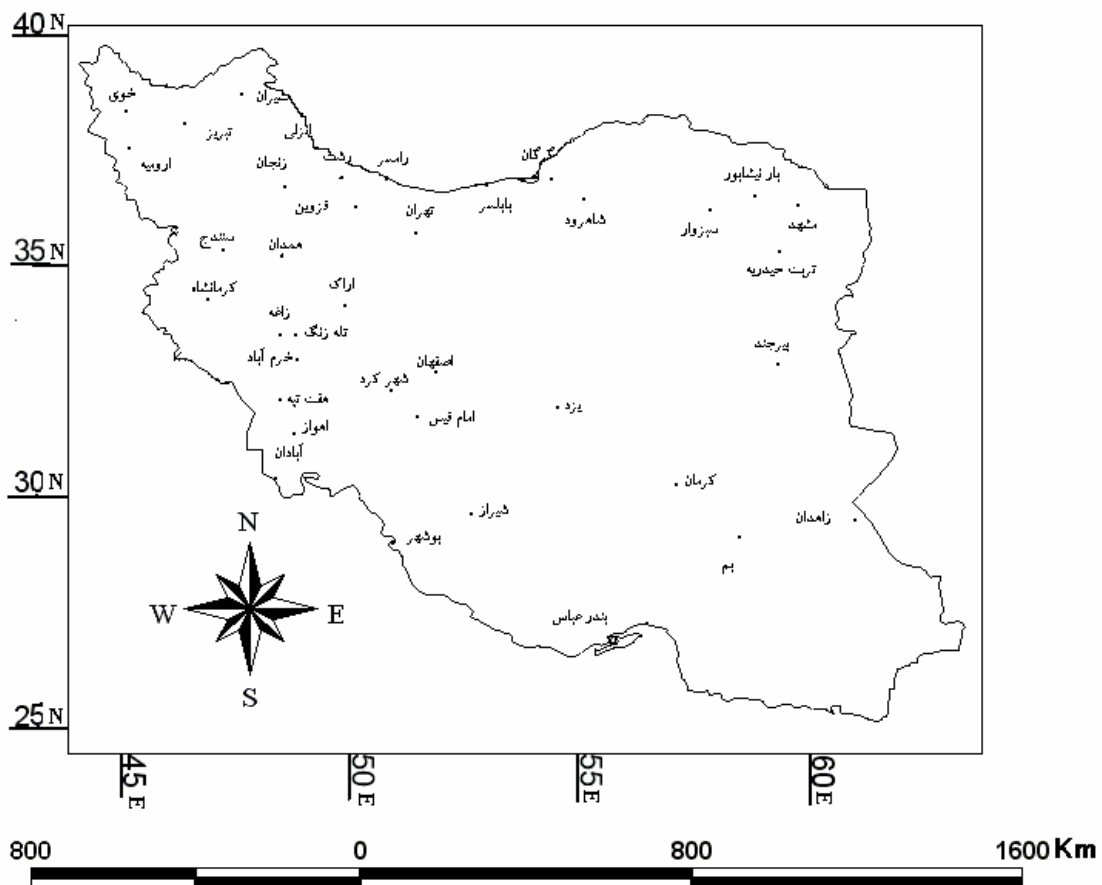 40 N
خوی
تبریز
انزلی
ارومیه
زنجان
رشت
رامسر
گرگان
بار نیشابور
قزوین
تهران
بابلسر
شاهرود
سبزوار
مشهد
سنندج
همدان
35 N
تربت حیدریه
کرمانشاه
اراک
زاغه
تله زنگ
خرم آباد
بیرجند
اصفهان
شهر کرد
هفت تپه
امام قیس
یزد
اهواز
آبادان
30 N
کرمان
شیراز
زاهدان
بوشهر
بم
N
W
E
S
بندر عباس
25 N
45 E
50 E
55 E
60 E
800
0
800
1600 Km